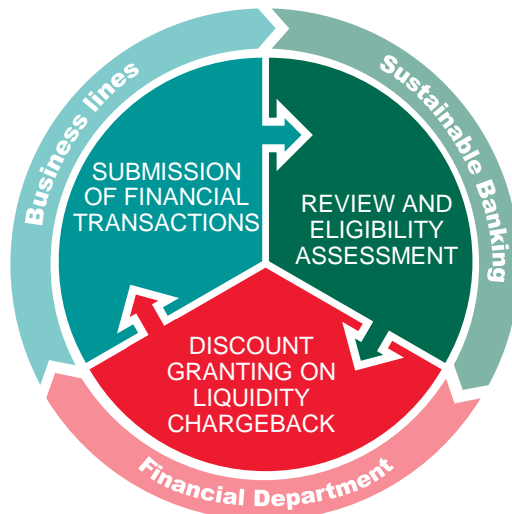 Business lines
Sustainable Banking
SUBMISSION
OF FINANCIAL
TRANSACTIONS
REVIEW AND
ELIGIBILITY
ASSESSMENT
DISCOUNT
GRANTING ON
LIQUIDITY
CHARGEBACK
Financial Department